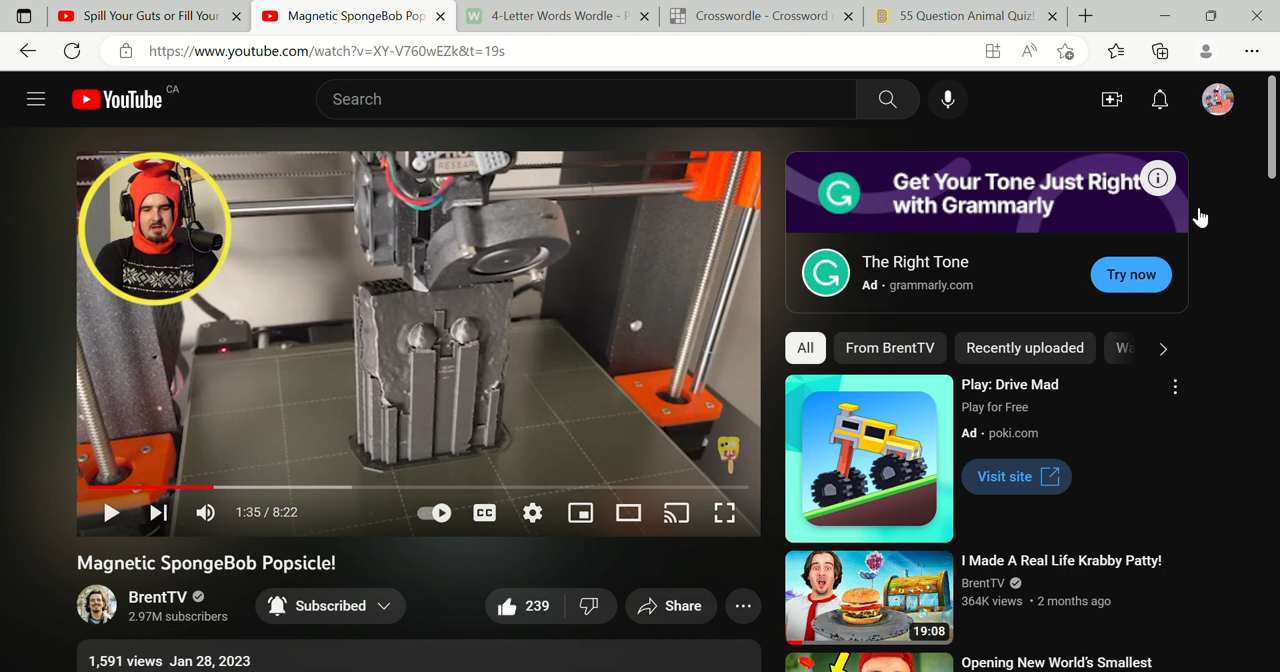 Spill Your Guts or Fill Your
Magnetic SpongeBob Pop
4-Letter Words Wordle - P
Crosswordle - Crossword
55 Question Animal Quiz!
https://www.youtube.com/watch?v=XY-V760wEZk&t=19s
YouTube CA
Search
RESEARCH
Get Your Tone Just Right
with Grammarly
The Right Tone
Ad · grammarly.com
Try now
All
From BrentTV
Recently uploaded
Wa
Play: Drive Mad
Play for Free
Ad · poki.com
Visit site
1:35 / 8:22
CC
Magnetic SpongeBob Popsicle!
BrentTV
2.97M subscribers
Subscribed
239
Share
1,591 views Jan 28, 2023
I Made A Real Life Krabby Patty!
BrentTV
364K views · 2 months ago
19:08
Opening New World's Smallest